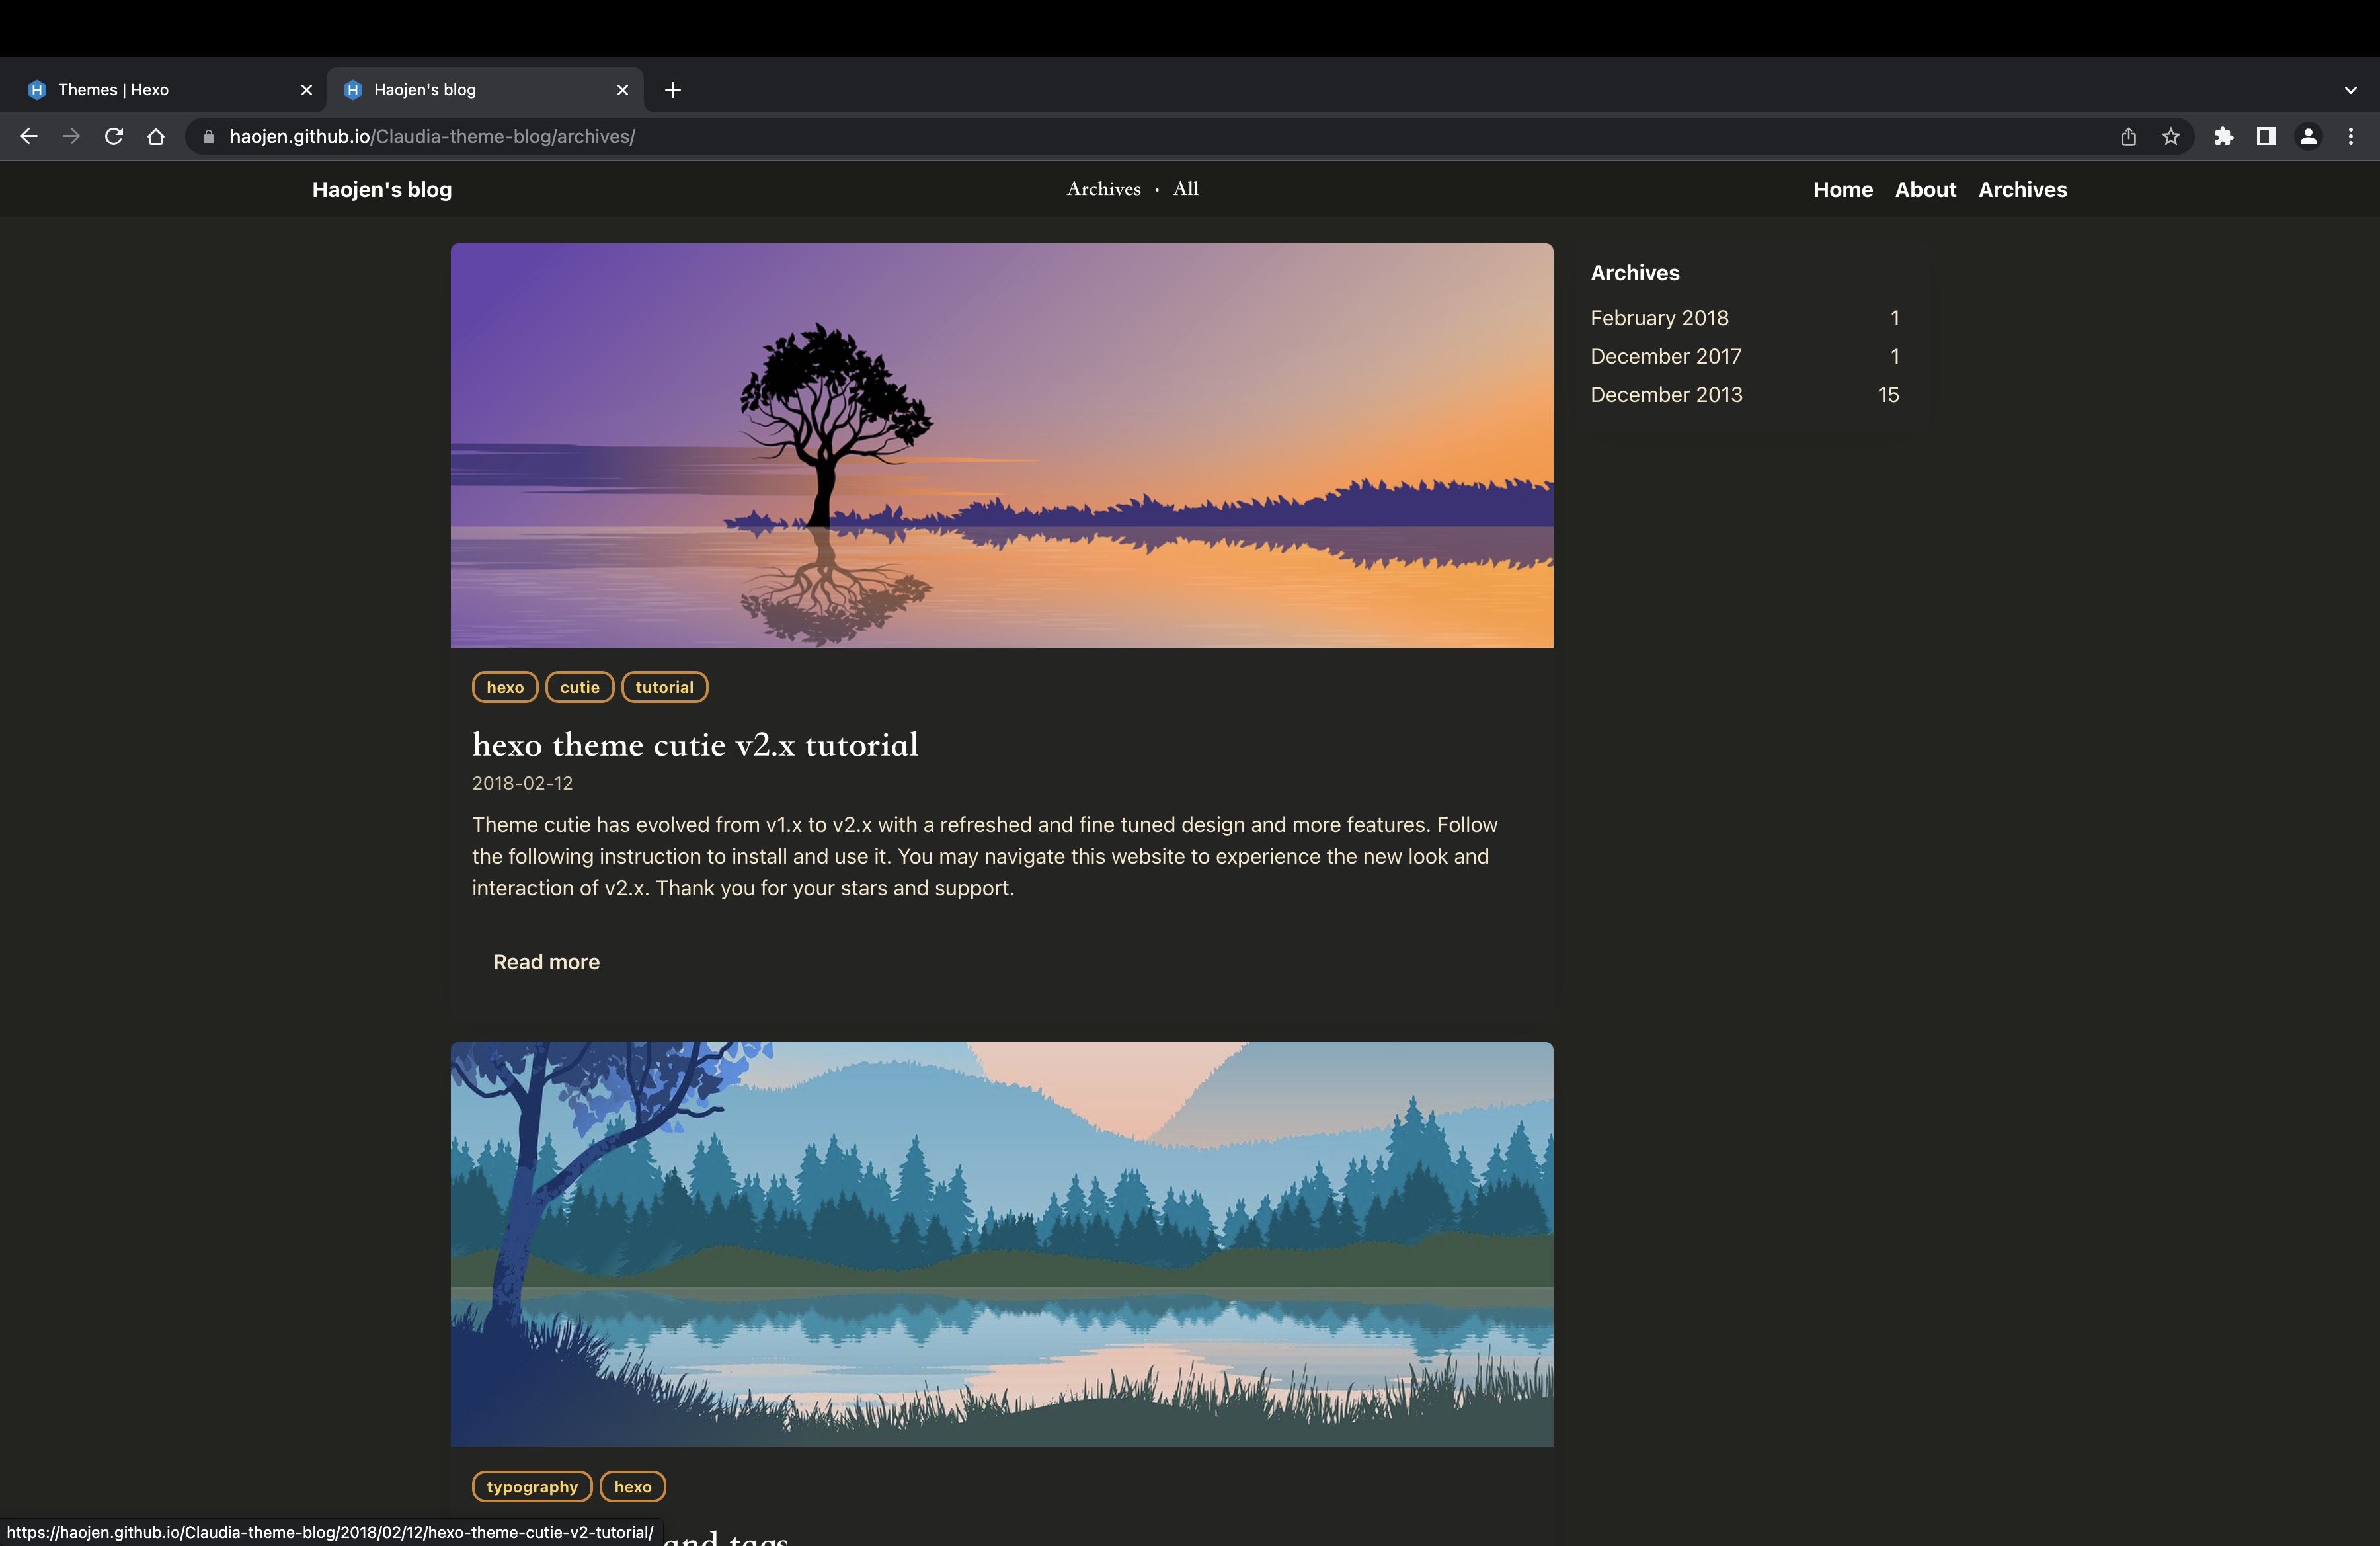 Themes | Hexo
Haojen's blog
haojen.github.io/Claudia-theme-blog/archives/
Haojen's blog
Archives · All
Home About Archives
Archives
February 2018 1
December 2017 1
December 2013 15
hexo cutie tutorial
hexo theme cutie v2.x tutorial
2018-02-12
Theme cutie has evolved from v1.x to v2.x with a refreshed and fine tuned design and more features. Follow
the following instruction to install and use it. You may navigate this website to experience the new look and
interaction of v2.x. Thank you for your stars and support.
Read more
typography hexo
and tags
https://haojen.github.io/Claudia-theme-blog/2018/02/12/hexo-theme-cutie-v2-tutorial/